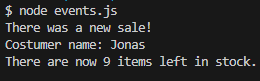 $ node events.js
There was a new sale!
Costumer name: Jonas
There are now 9 items left in stock.